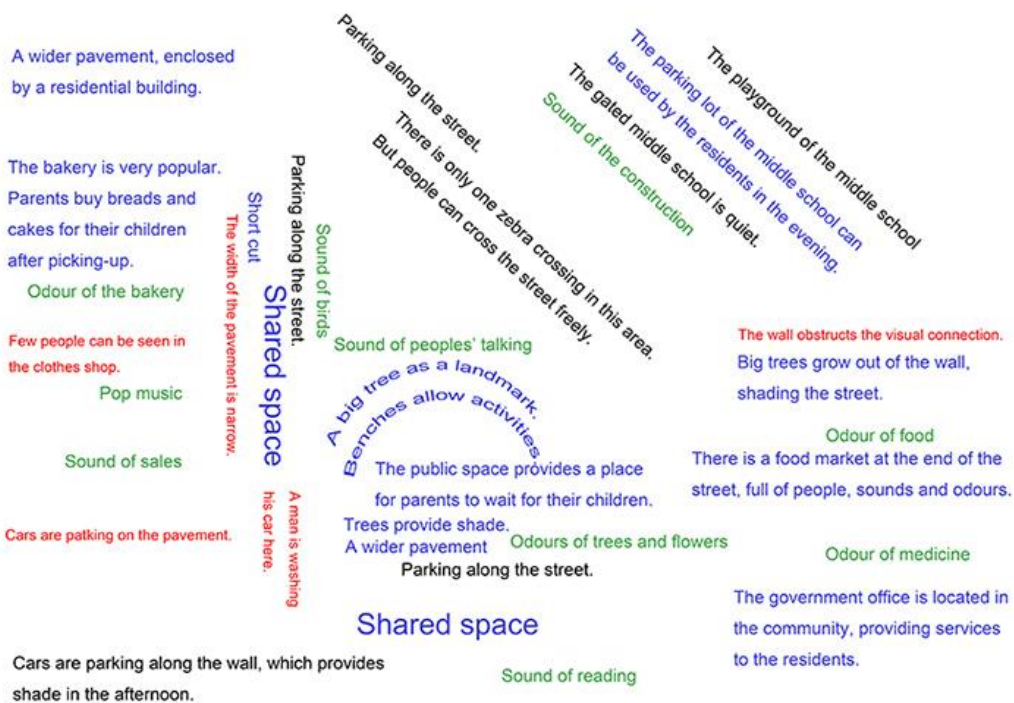 A wider pavement, enclosed
by a residential building.
Parking along the street.
There is only one zebra crossing in this area.
But people can cross the street freely.
The playground of the middle school
The parking lot of the middle school can
be used by the residents in the evening.
The gated middle school is quiet.
Sound of the construction
The bakery is very popular.
Parents buy breads and
cakes for their children
after picking-up.
Odour of the bakery
Few people can be seen in
the clothes shop.
Pop music
Sound of sales
Cars are patking on the pavement.
The width of the pavement is narrow.
Short cut
Shared space
Parking along the street.
Sound of birds
A man is washing
his car here.
Sound of peoples' talking
A big tree as a landmark.
Benches allow activities
The public space provides a place
for parents to wait for their children.
Trees provide shade.
A wider pavement
Odours of trees and flowers
Parking along the street.
Shared space
The wall obstructs the visual connection.
Big trees grow out of the wall,
shading the street.
Odour of food
There is a food market at the end of the
street, full of people, sounds and odours.
Odour of medicine
The government office is located in
the community, providing services
to the residents.
Cars are parking along the wall, which provides
shade in the afternoon.
Sound of reading